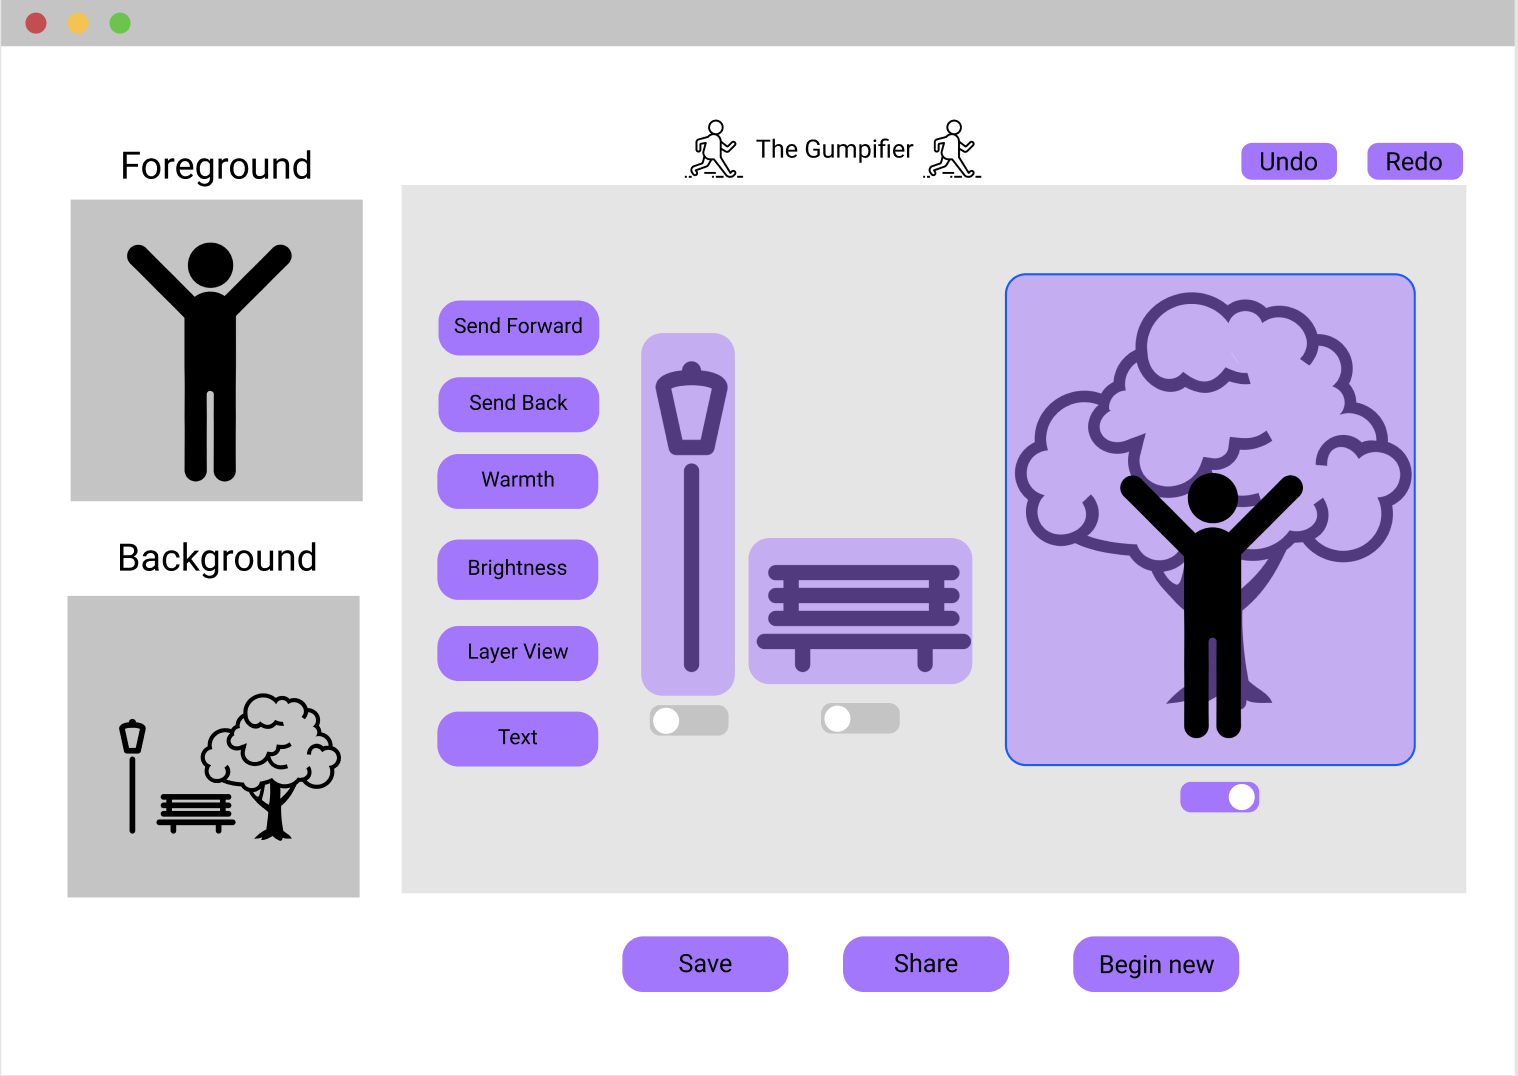 The Gumpifier
Undo
Redo
Foreground
Background
Send Forward
Send Back
Warmth
Brightness
Layer View
Text
Save
Share
Begin new